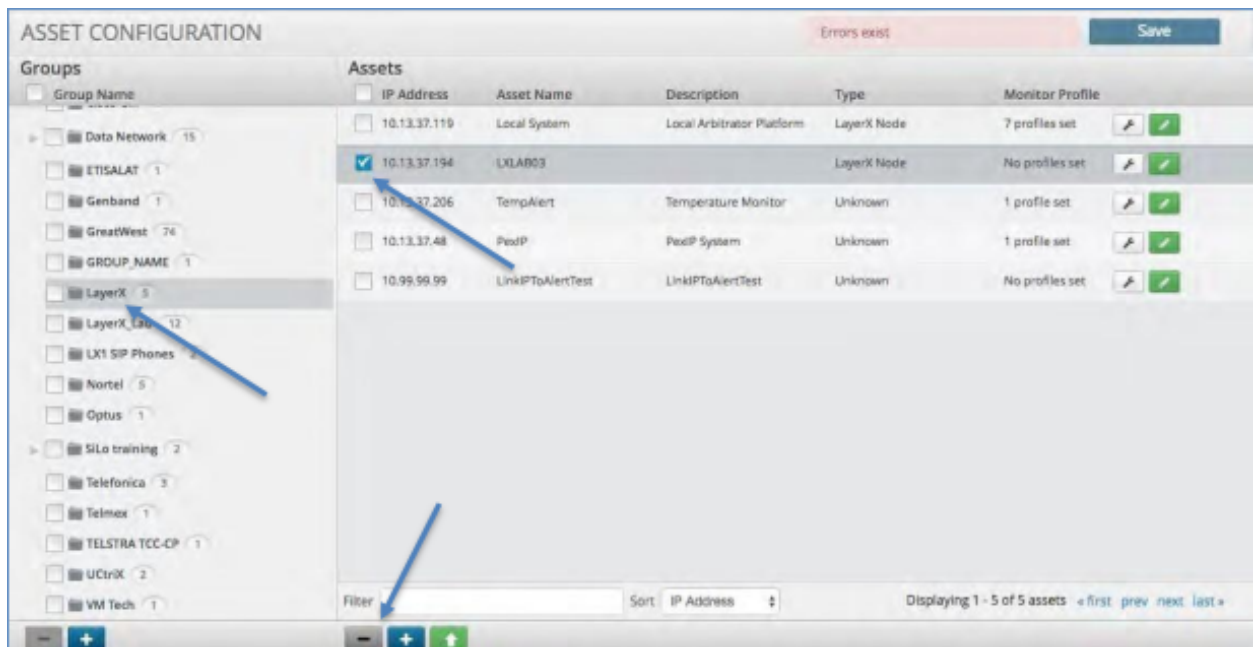 ASSET CONFIGURATION
Errors exist
Save
Groups
Assets
Group Name
IP Address Asset Name Description Type Monitor Profile
Data Network 15
ETISALAT 1
Genband 1
GreatWest 74
GROUP_NAME 1
LayerX 5
12
LX1 SIP Phones
Nortel 5
Optus 1
SiLo training 2
Telefonica 3
Telmex 1
TELSTRA TCC-CP 1
UCtriX 2
VM Tech 1
10.13.37.119 Local System Local Arbitrator Platform LayerX Node 7 profiles set
10.13.37.194 LXLAB03 LayerX Node No profiles set
10.13.37.206 TempAlert Temperature Monitor Unknown 1 profile set
10.13.37.48 PexIP PexIP System Unknown 1 profile set
10.99.99.99 LinkIPToAlertTest LinkIPToAlertTest Unknown No profiles set
Filter Sort IP Address Displaying 1 - 5 of 5 assets «first prev next last»